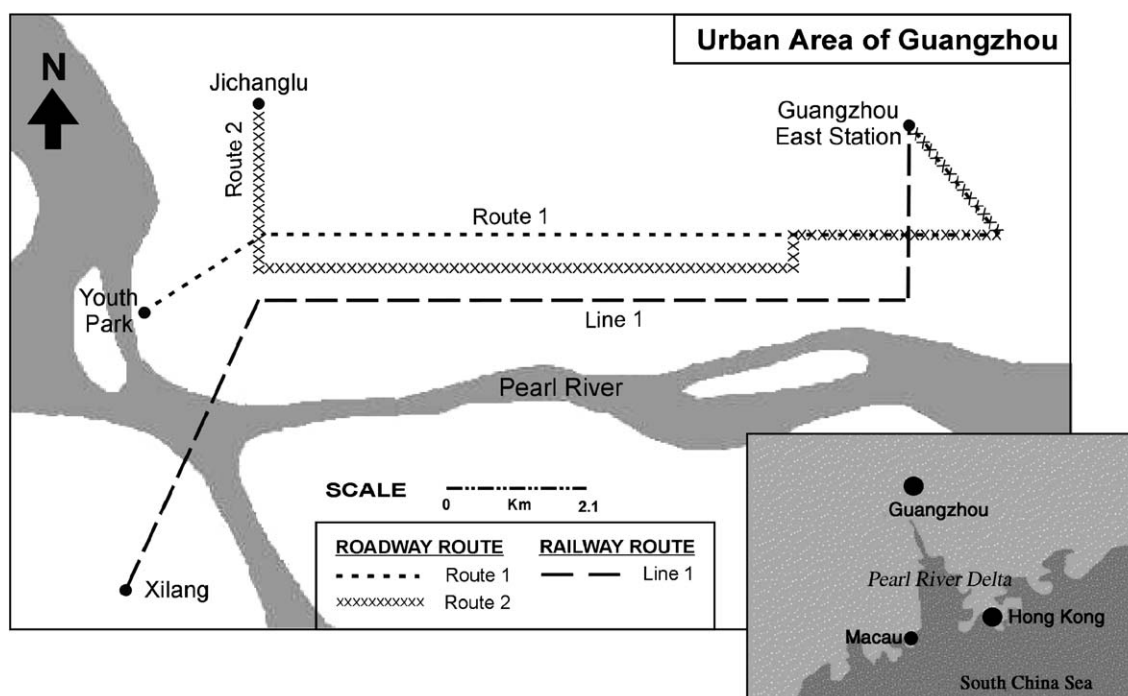 Urban Area of Guangzhou
N
Jichanglu
Route 2
Guangzhou
East Station
Route 1
Youth
Park
Line 1
Pearl River
Xilang
SCALE
0 Km 2.1
ROADWAY ROUTE RAILWAY ROUTE
Route 1 Line 1
Route 2
Guangzhou
Pearl River Delta
Hong Kong
Macau
South China Sea